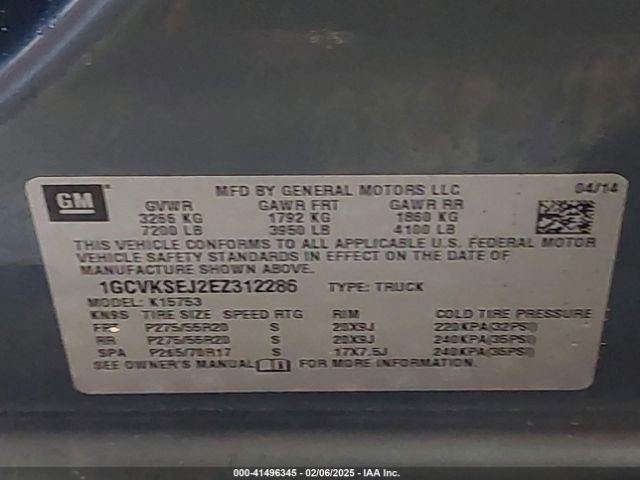 GM
MFD BY GENERAL MOTORS LLC 04/14
GVWR GAWR FRT GAWR RR
3266 KG 1792 KG 1860 KG
7200 LB 3950 LB 4100 LB
THIS VEHICLE CONFORMS TO ALL APPLICABLE U.S. FEDERAL MOTOR
VEHICLE SAFETY STANDARDS IN EFFECT ON THE DATE OF
MANUFACTURE SHOWN ABOVE.
1GCVKSEJ2EZ312286 TYPE: TRUCK
MODEL: K15753
TIRE SIZE SPEED RTG RIM COLD TIRE PRESSURE
FRT P275/55R20 S 20X9J 220KPA(32PSI)
RR P275/55R20 S 20X9J 240KPA(35PSI)
SPA P265/70R17 S 17X7.5J 240KPA(35PSI)
SEE OWNER'S MANUAL FOR MORE INFORMATION.
00-41496345 - 02/06/2025 - IAA Inc.